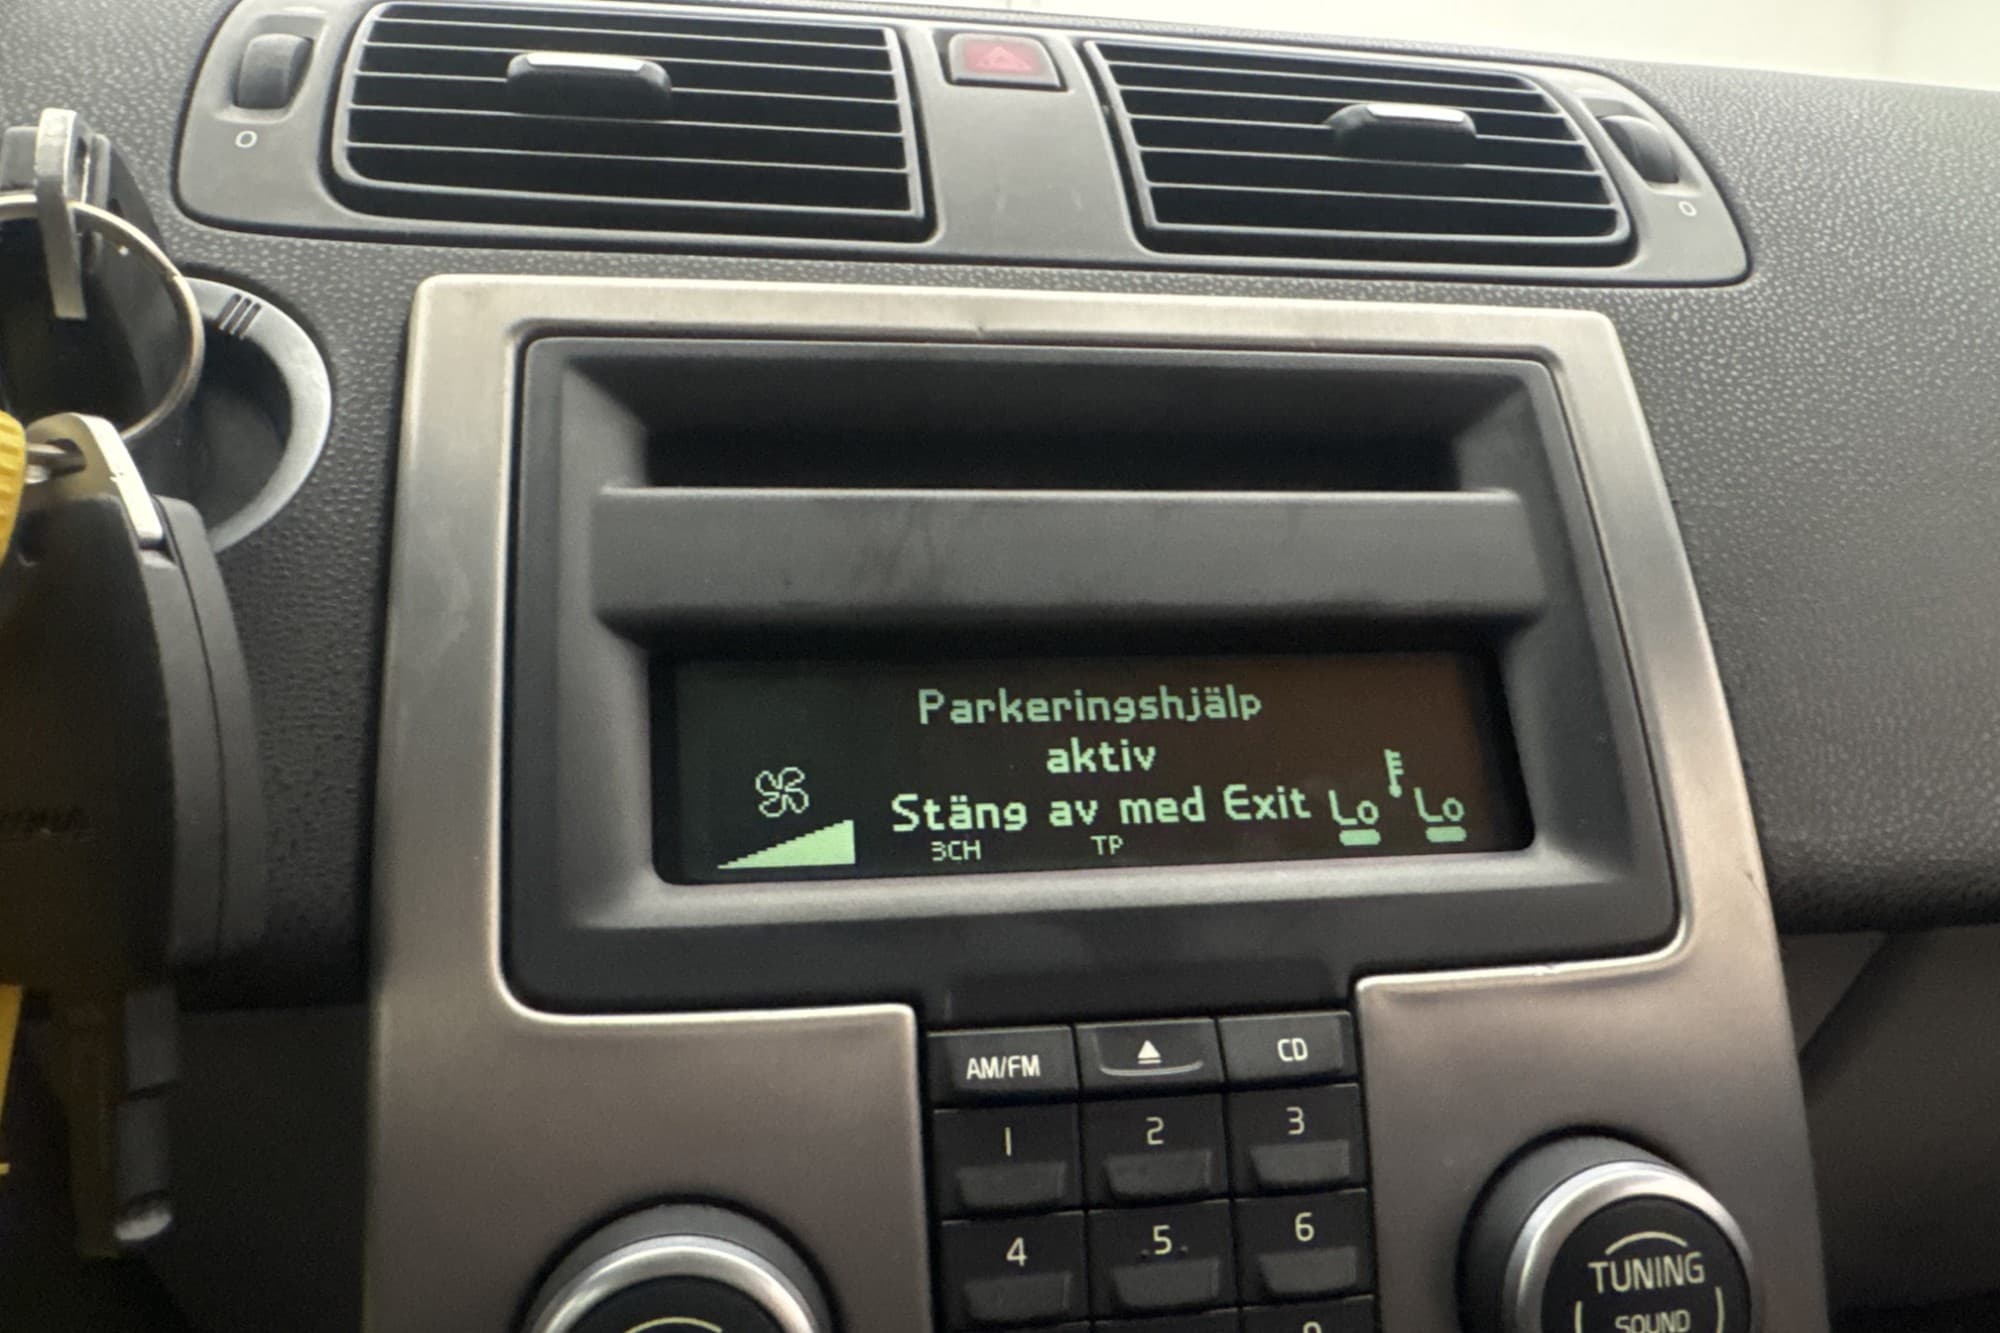 O
O
Parkeringshjälp
aktiv
Stäng av med Exit
Lo Lo
3CH TP
AM/FM
CD
1
2
3
4
5
6
TUNING
SOUND